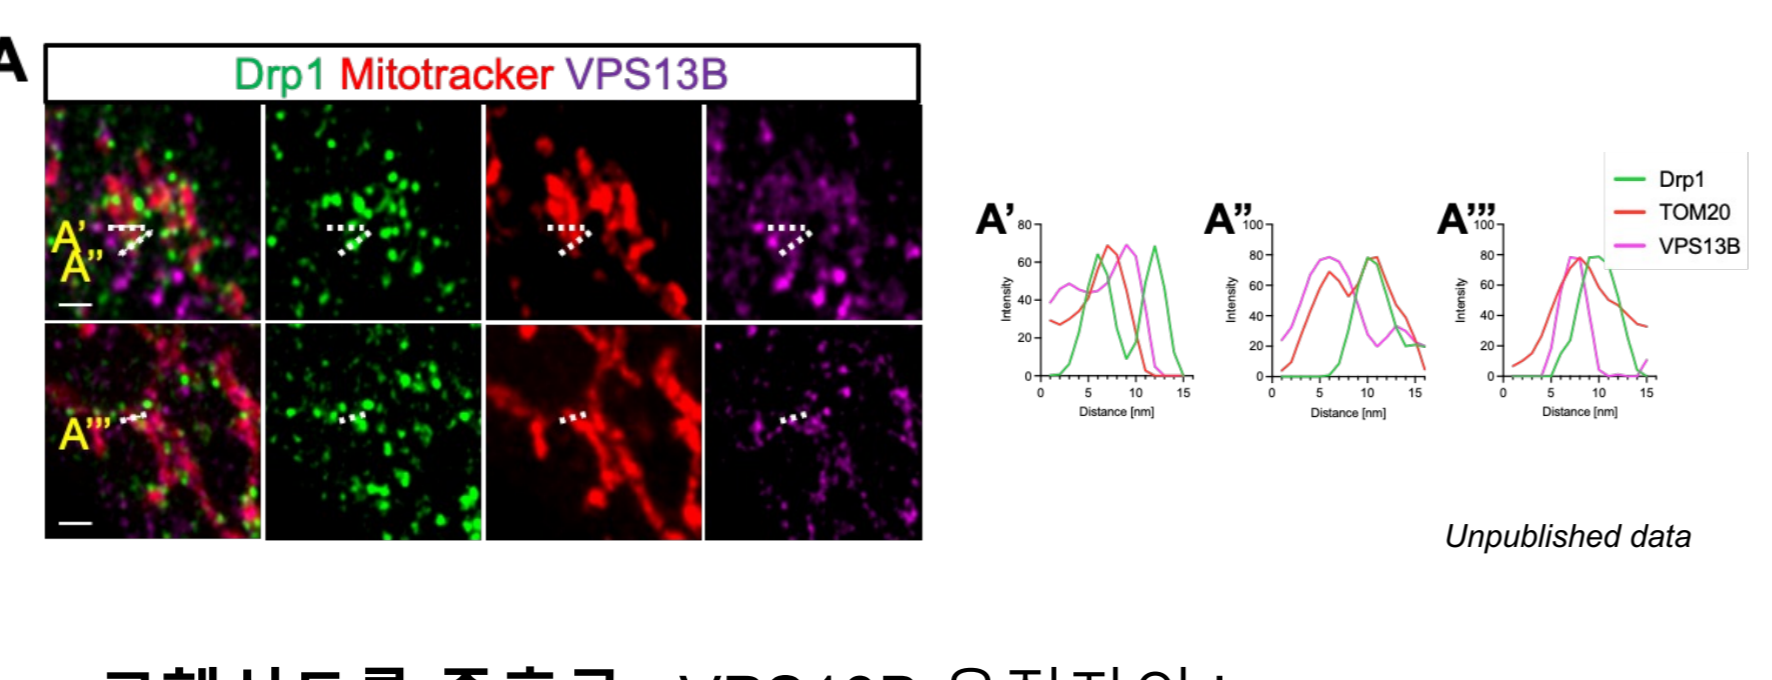 A
Drp1 Mitotracker VPS13B
A’
A”
A’’’
A’
80
60
40
20
0
Intensity
0 5 10 15
Distance [nm]
A”
100
80
60
40
20
0
Intensity
0 5 10 15
Distance [nm]
A’’’
100
80
60
40
20
0
Intensity
0 5 10 15
Distance [nm]
Drp1
TOM20
VPS13B
Unpublished data